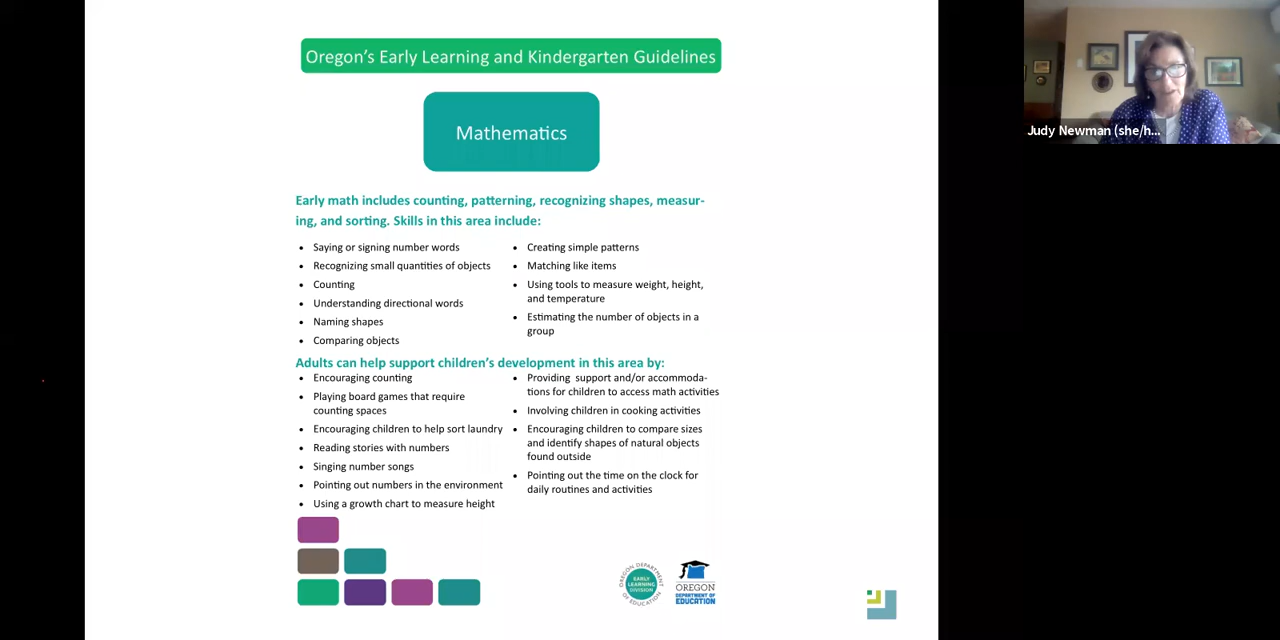 Oregon's Early Learning and Kindergarten Guidelines
Mathematics
Early math includes counting, patterning, recognizing shapes, measur-
ing, and sorting. Skills in this area include:
• Saying or signing number words
• Recognizing small quantities of objects
• Counting
• Understanding directional words
• Naming shapes
• Comparing objects
• Creating simple patterns
• Matching like items
• Using tools to measure weight, height,
and temperature
• Estimating the number of objects in a
group
Adults can help support children's development in this area by:
• Encouraging counting
• Playing board games that require
counting spaces
• Encouraging children to help sort laundry
• Reading stories with numbers
• Singing number songs
• Pointing out numbers in the environment
• Using a growth chart to measure height
• Providing support and/or accommoda-
tions for children to access math activities
• Involving children in cooking activities
• Encouraging children to compare sizes
and identify shapes of natural objects
found outside
• Pointing out the time on the clock for
daily routines and activities
OREGON DEPARTMENT
OF EDUCATION
EARLY
LEARNING
DIVISION
OREGON
DEPARTMENT OF
EDUCATION
Judy Newman (she/h...